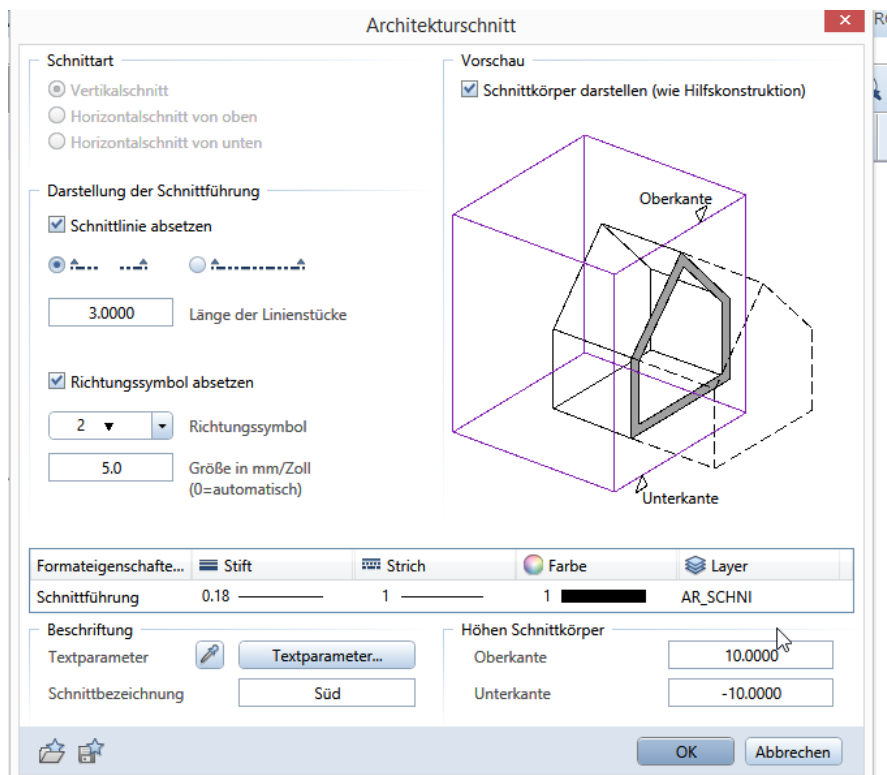 Architekturschnitt
Schnittart
Vertikalschnitt
Horizontalschnitt von oben
Horizontalschnitt von unten
Darstellung der Schnittführung
Schnittlinie absetzen
3.0000 Länge der Linienstücke
Richtungssymbol absetzen
2 Richtungssymbol
5.0 Größe in mm/Zoll
(0=automatisch)
Vorschau
Schnittkörper darstellen (wie Hilfskonstruktion)
Oberkante
Unterkante
Formateigenschafte... Stift Strich Farbe Layer
Schnittführung 0.18 1 1 AR_SCHNI
Beschriftung
Textparameter Textparameter...
Schnittbezeichnung Süd
Höhen Schnittkörper
Oberkante 10.0000
Unterkante -10.0000
OK Abbrechen